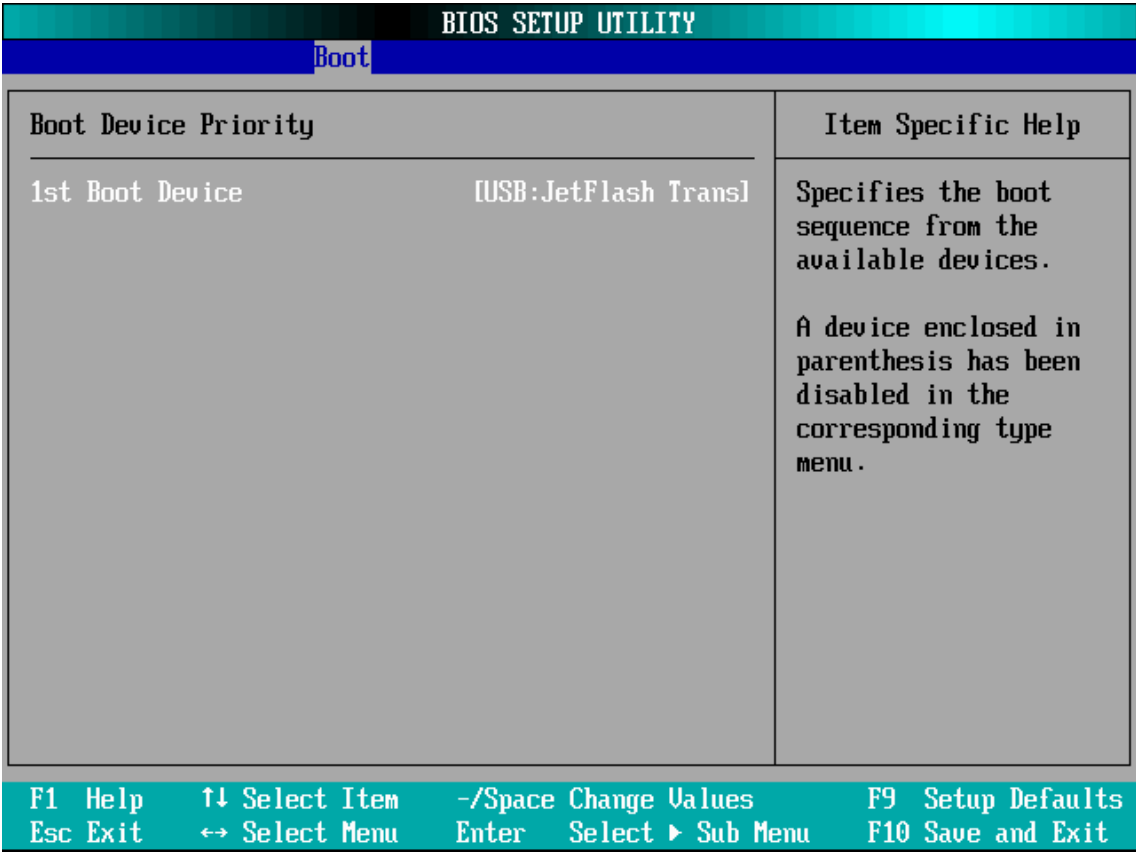 BIOS SETUP UTILITY
Boot
Boot Device Priority
1st Boot Device [USB:JetFlash Trans]
Item Specific Help
Specifies the boot
sequence from the
available devices.
A device enclosed in
parenthesis has been
disabled in the
corresponding type
menu.
F1 Help ↑↓ Select Item -/Space Change Values F9 Setup Defaults
Esc Exit ↔ Select Menu Enter Select ▶ Sub Menu F10 Save and Exit